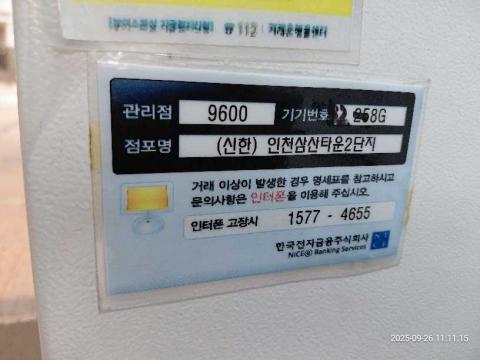 ☎ 112
관리점 9600 기기번호 258G
점포명 (신한) 인천삼산타운2단지
거래 이상이 발생한 경우 명세표를 참고하시고
문의사항은 인터폰을 이용해 주십시오.
인터폰 고장시 1577 - 4655
한국전자금융주식회사
NICE Banking Services
2025-09-26 11:11:15